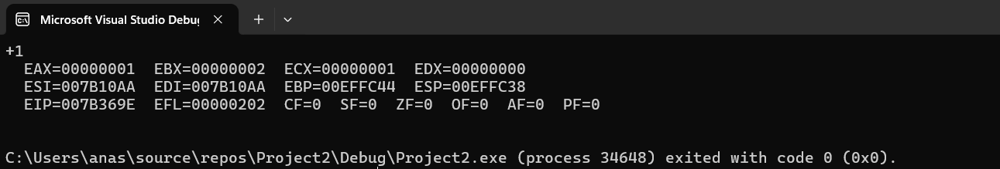 Microsoft Visual Studio Debug
+1
EAX=00000001 EBX=00000002 ECX=00000001 EDX=00000000
ESI=007B10AA EDI=007B10AA EBP=00EFFC44 ESP=00EFFC38
EIP=007B369E EFL=00000202 CF=0 SF=0 ZF=0 OF=0 AF=0 PF=0
C:\Users\anas\source\repos\Project2\Debug\Project2.exe (process 34648) exited with code 0 (0x0).